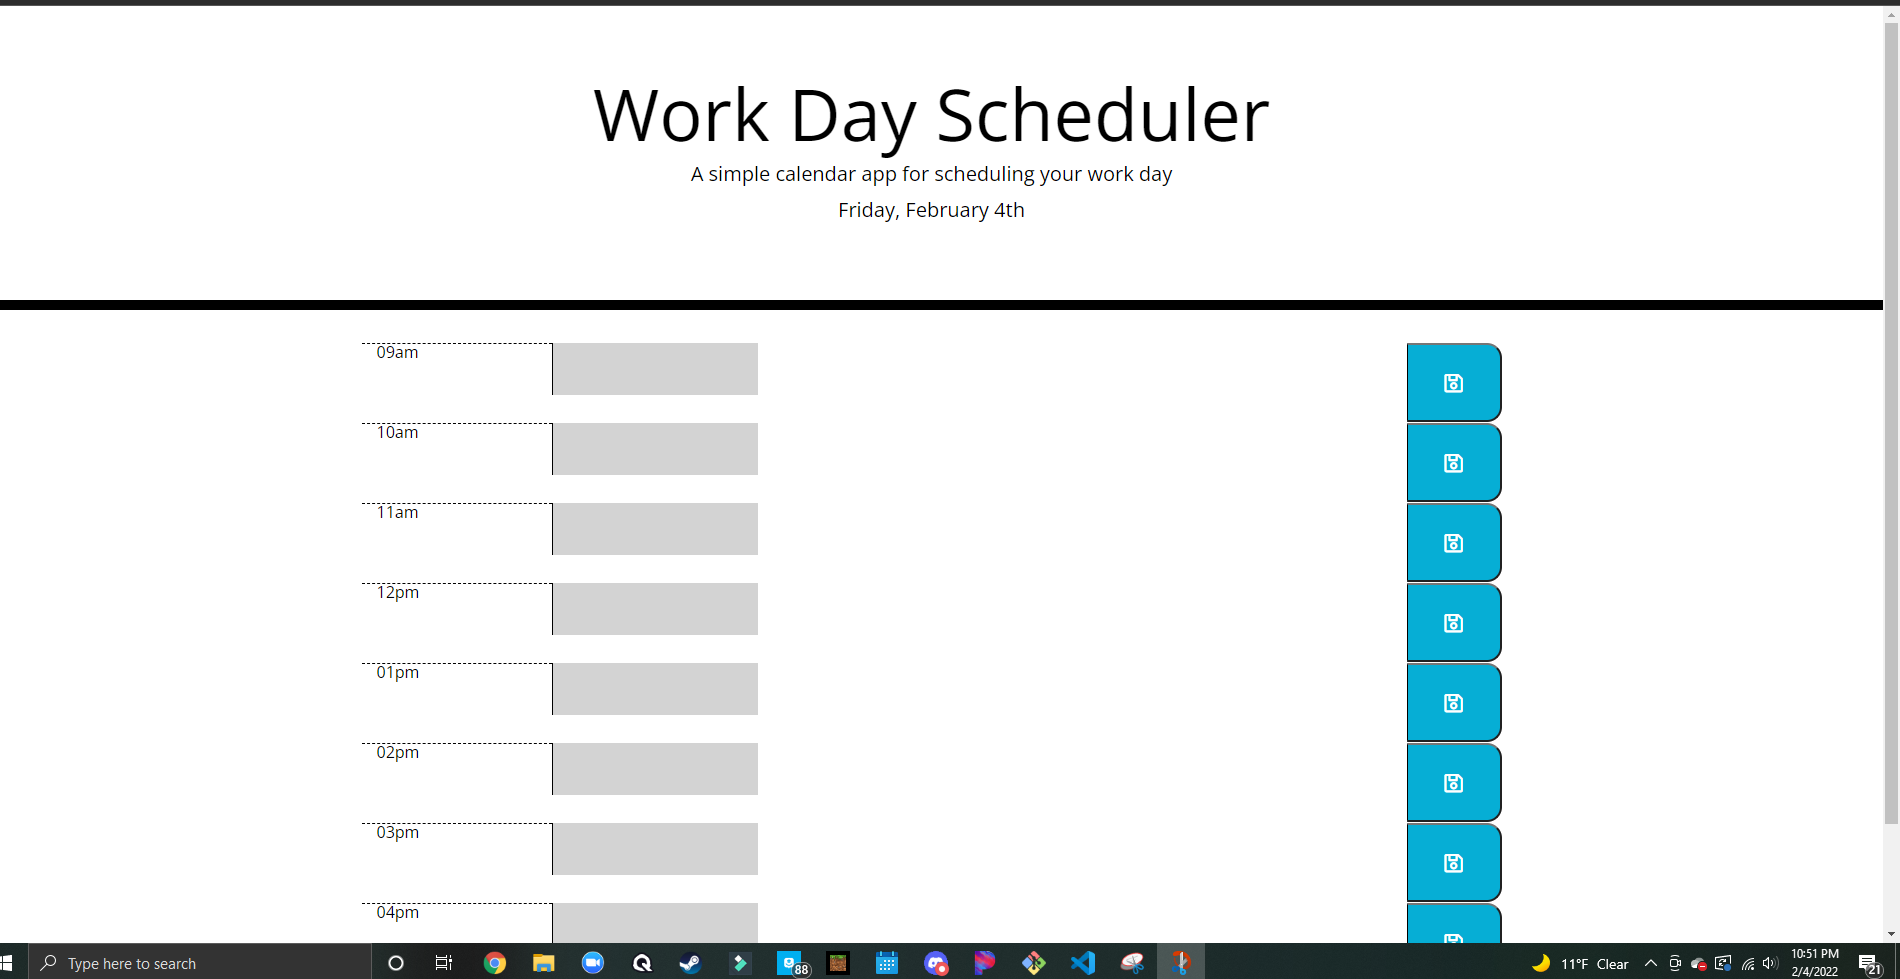 Work Day Scheduler
A simple calendar app for scheduling your work day
Friday, February 4th
09am
10am
11am
12pm
01pm
02pm
03pm
04pm
Type here to search
88
11°F Clear
10:51 PM
2/4/2022
21